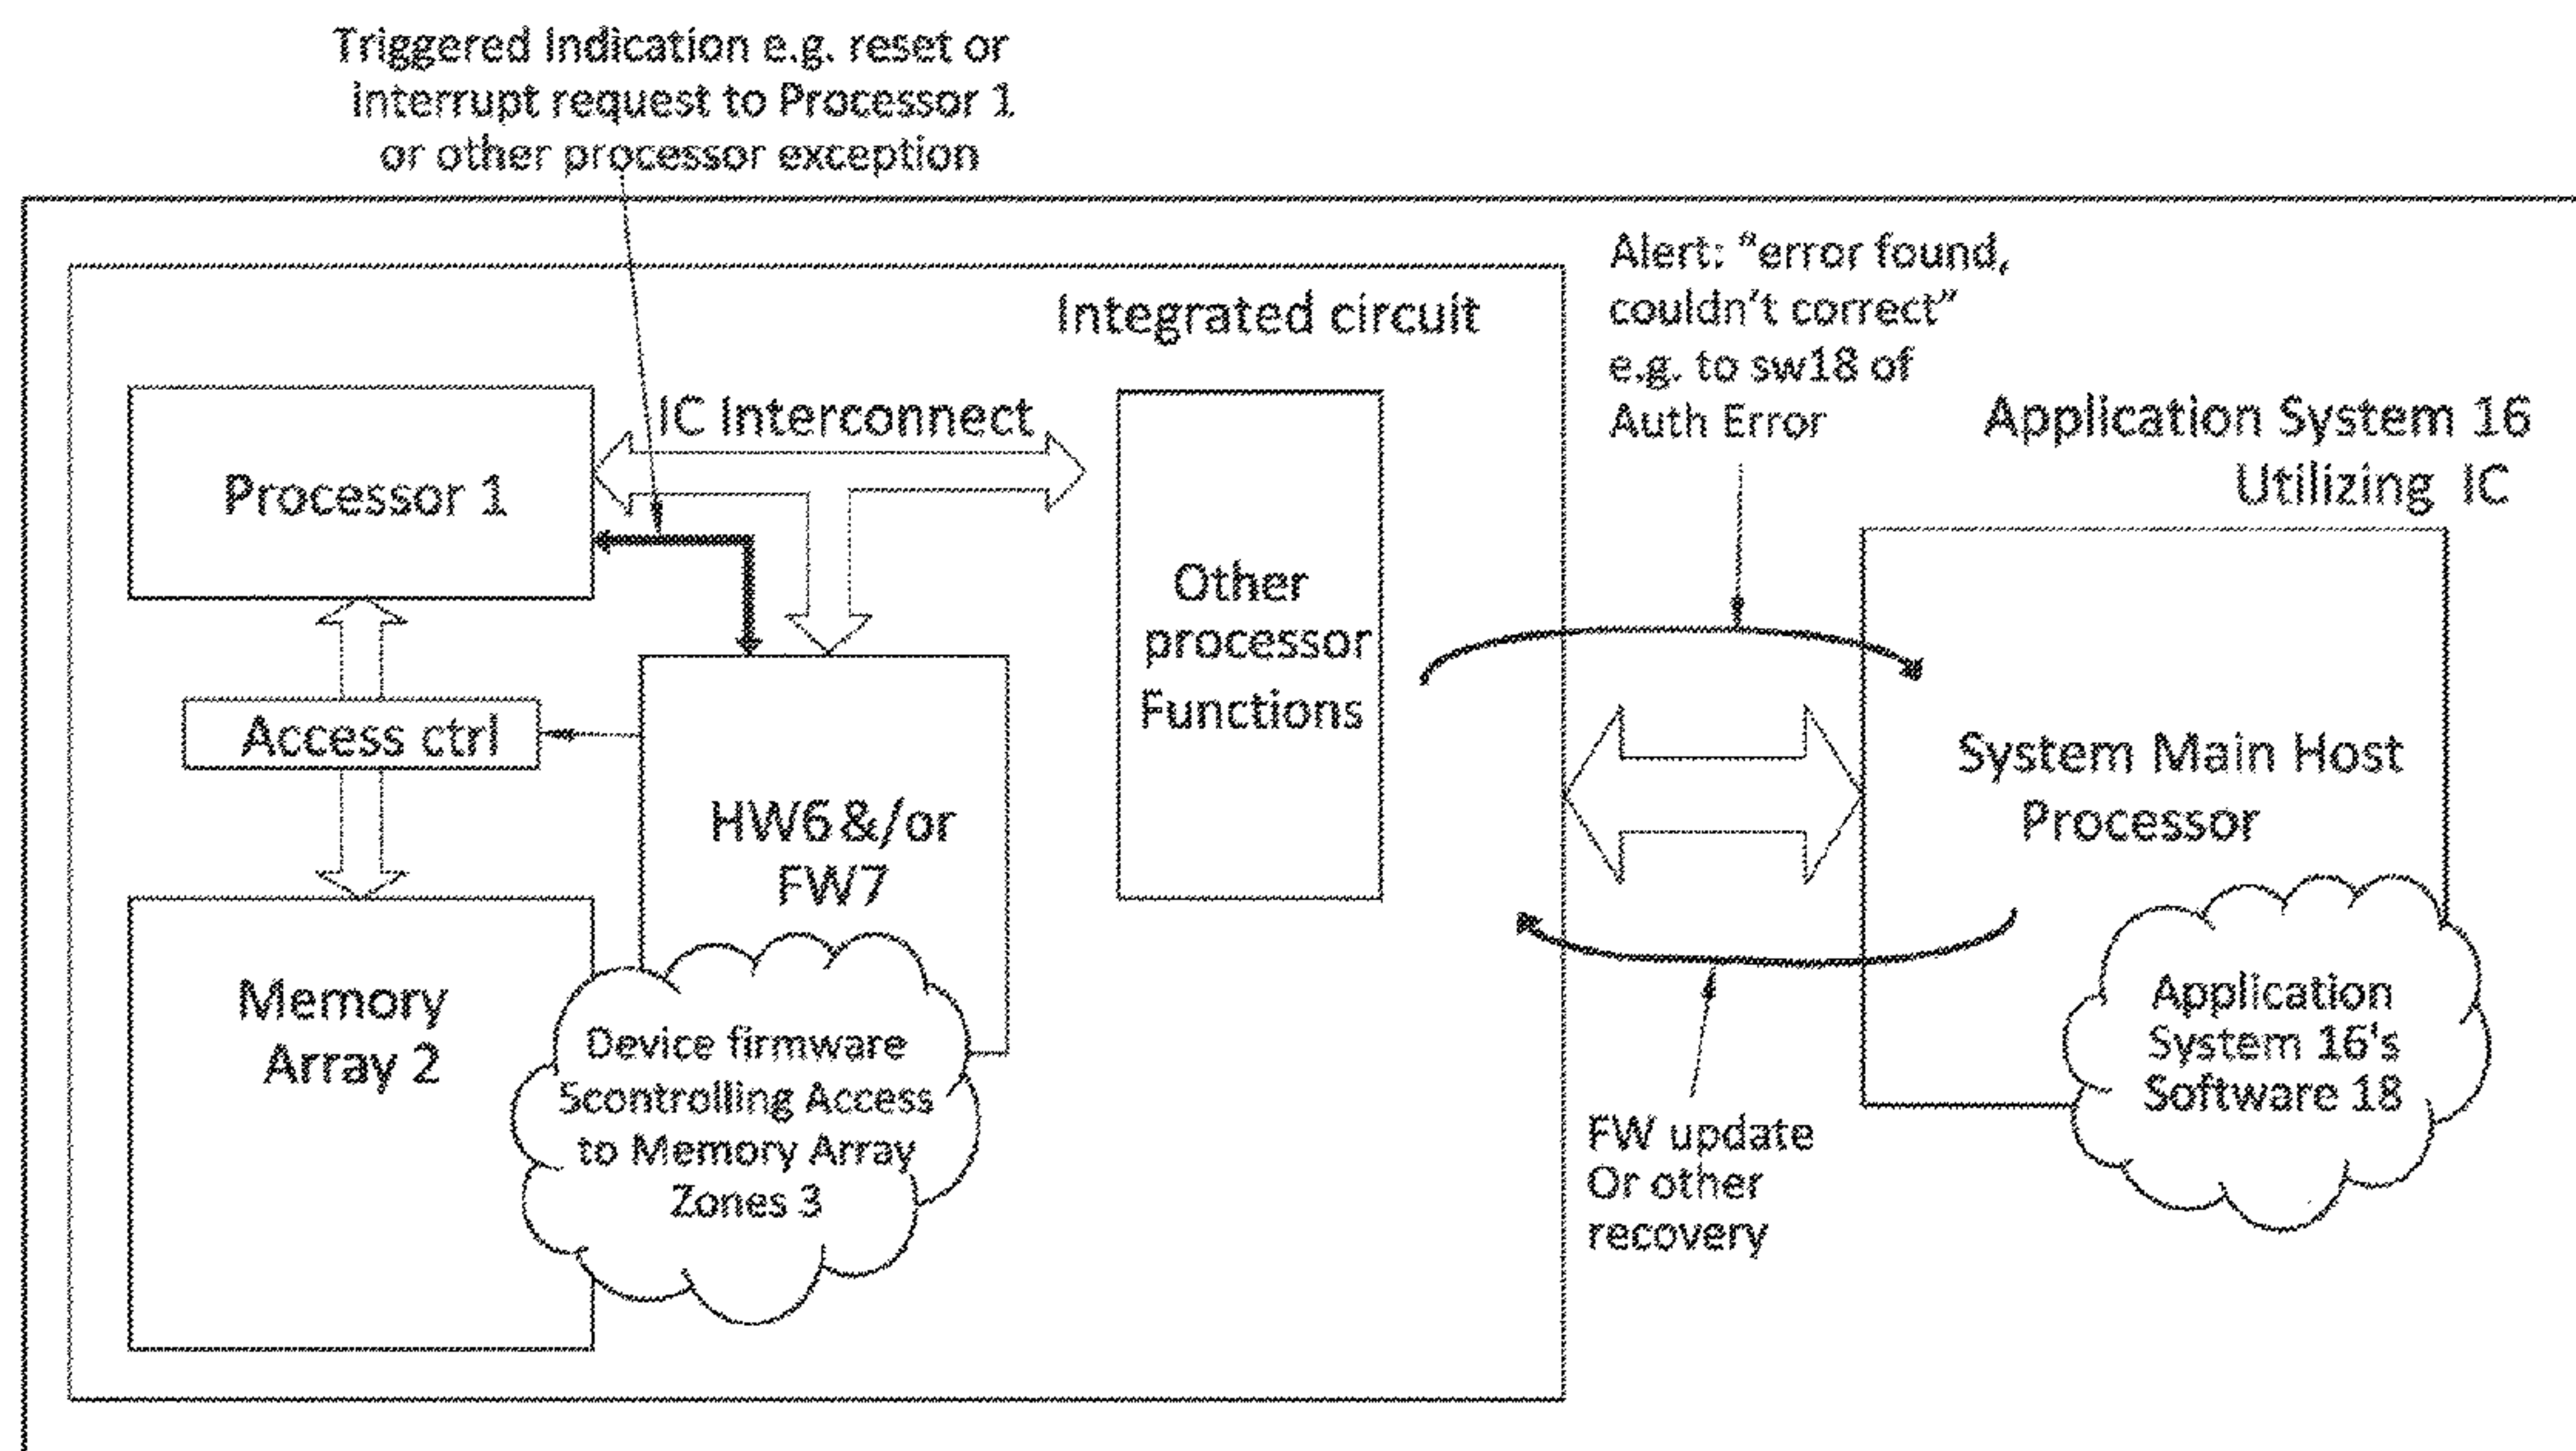 Triggered Indication e.g. reset or
interrupt request to Processor 1
or other processor exception
Integrated circuit
Alert: "error found,
couldn't correct"
e.g. to sw18 of
Auth Error
Application System 16
Utilizing IC
IC Interconnect
Processor 1
Other
processor
Functions
Access ctrl
HW6 &/or
FW7
System Main Host
Processor
Memory
Array 2
Device firmware
Scontrolling Access
to Memory Array
Zones 3
Application
System 16's
Software 18
FW update
Or other
recovery